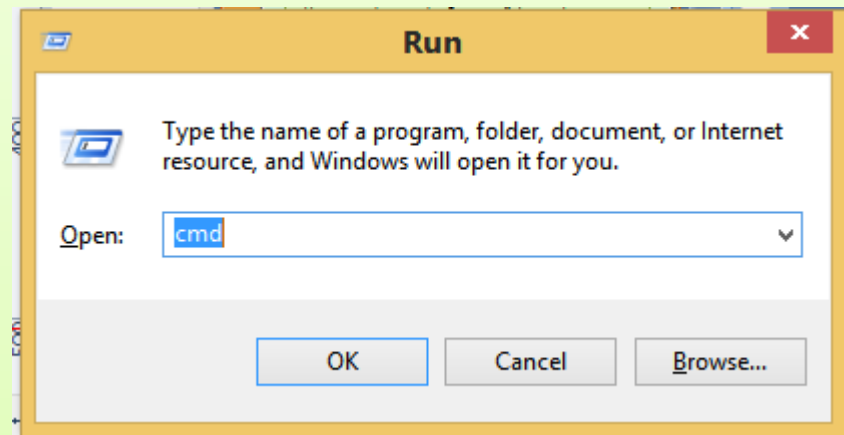 Run
Type the name of a program, folder, document, or Internet
resource, and Windows will open it for you.
Open:
cmd
OK
Cancel
Browse...